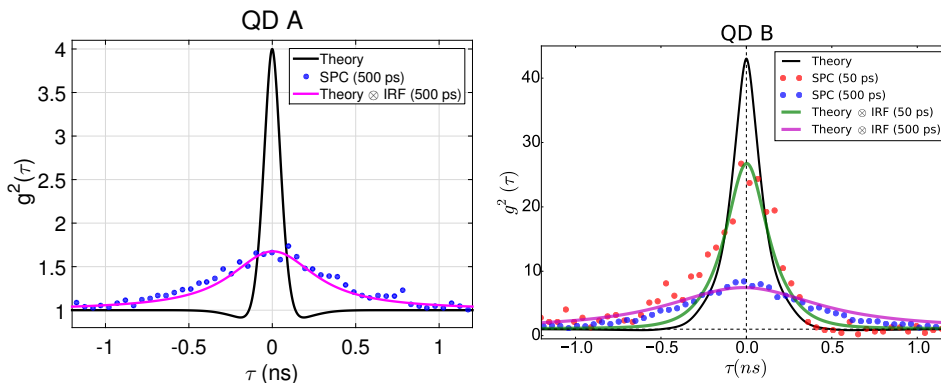 QD A
4
3.5
3
2.5
2
1.5
1
-1
-0.5
0
0.5
1
g²(τ)
τ (ns)
Theory
SPC (500 ps)
Theory ⊗ IRF (500 ps)
QD B
40
30
20
10
0
−1.0
−0.5
0.0
0.5
1.0
g² (τ)
τ(ns)
Theory
SPC (50 ps)
SPC (500 ps)
Theory ⊗ IRF (50 ps)
Theory ⊗ IRF (500 ps)